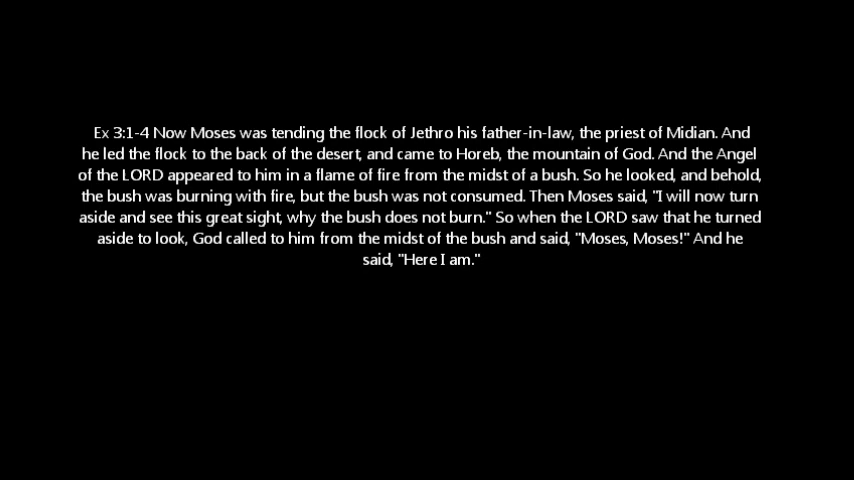 Ex 3:1-4 Now Moses was tending the flock of Jethro his father-in-law, the priest of Midian. And
he led the flock to the back of the desert, and came to Horeb, the mountain of God. And the Angel
of the LORD appeared to him in a flame of fire from the midst of a bush. So he looked, and behold,
the bush was burning with fire, but the bush was not consumed. Then Moses said, "I will now turn
aside and see this great sight, why the bush does not burn." So when the LORD saw that he turned
aside to look, God called to him from the midst of the bush and said, "Moses, Moses!" And he
said, "Here I am."